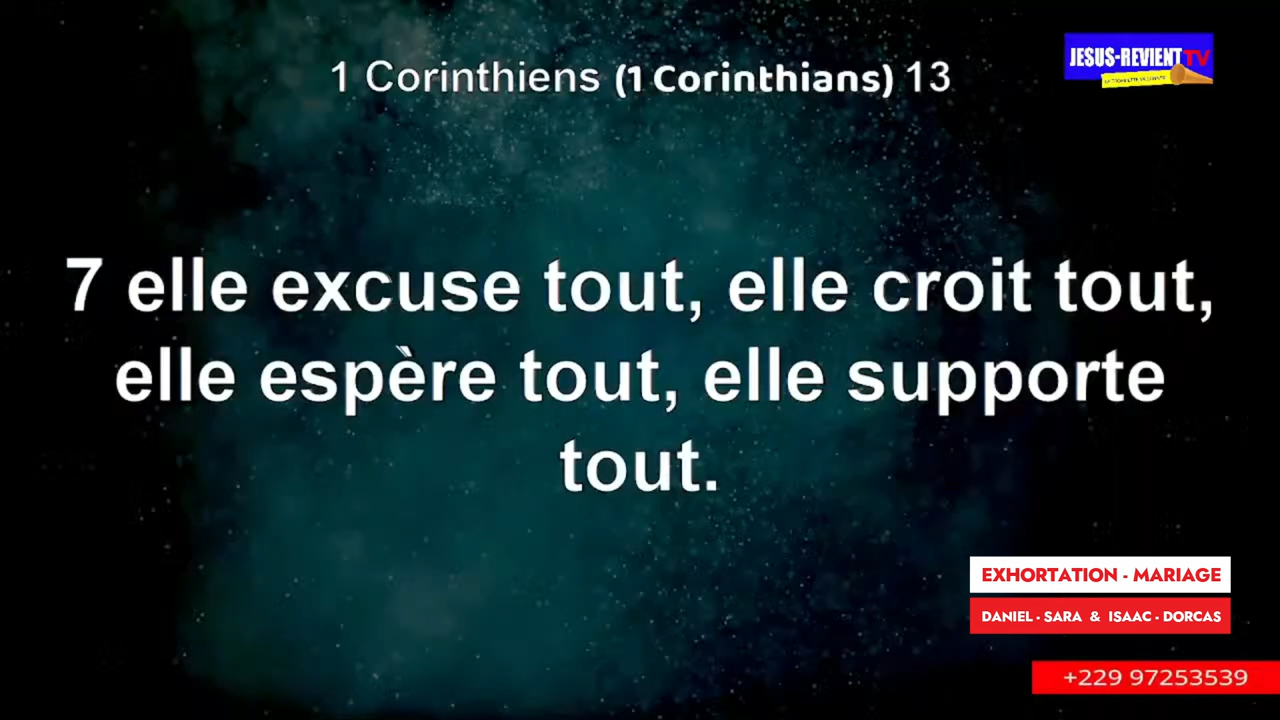 1 Corinthiens (1 Corinthians) 13
JESUS-REVIENT TV
7 elle excuse tout, elle croit tout,
elle espère tout, elle supporte
tout.
EXHORTATION - MARIAGE
DANIEL - SARA & ISAAC - DORCAS
+229 97253539